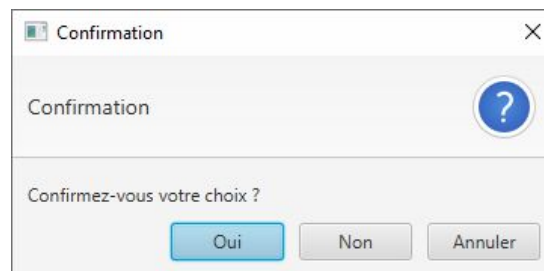 Confirmation
Confirmation
?
Confirmez-vous votre choix ?
Oui Non Annuler